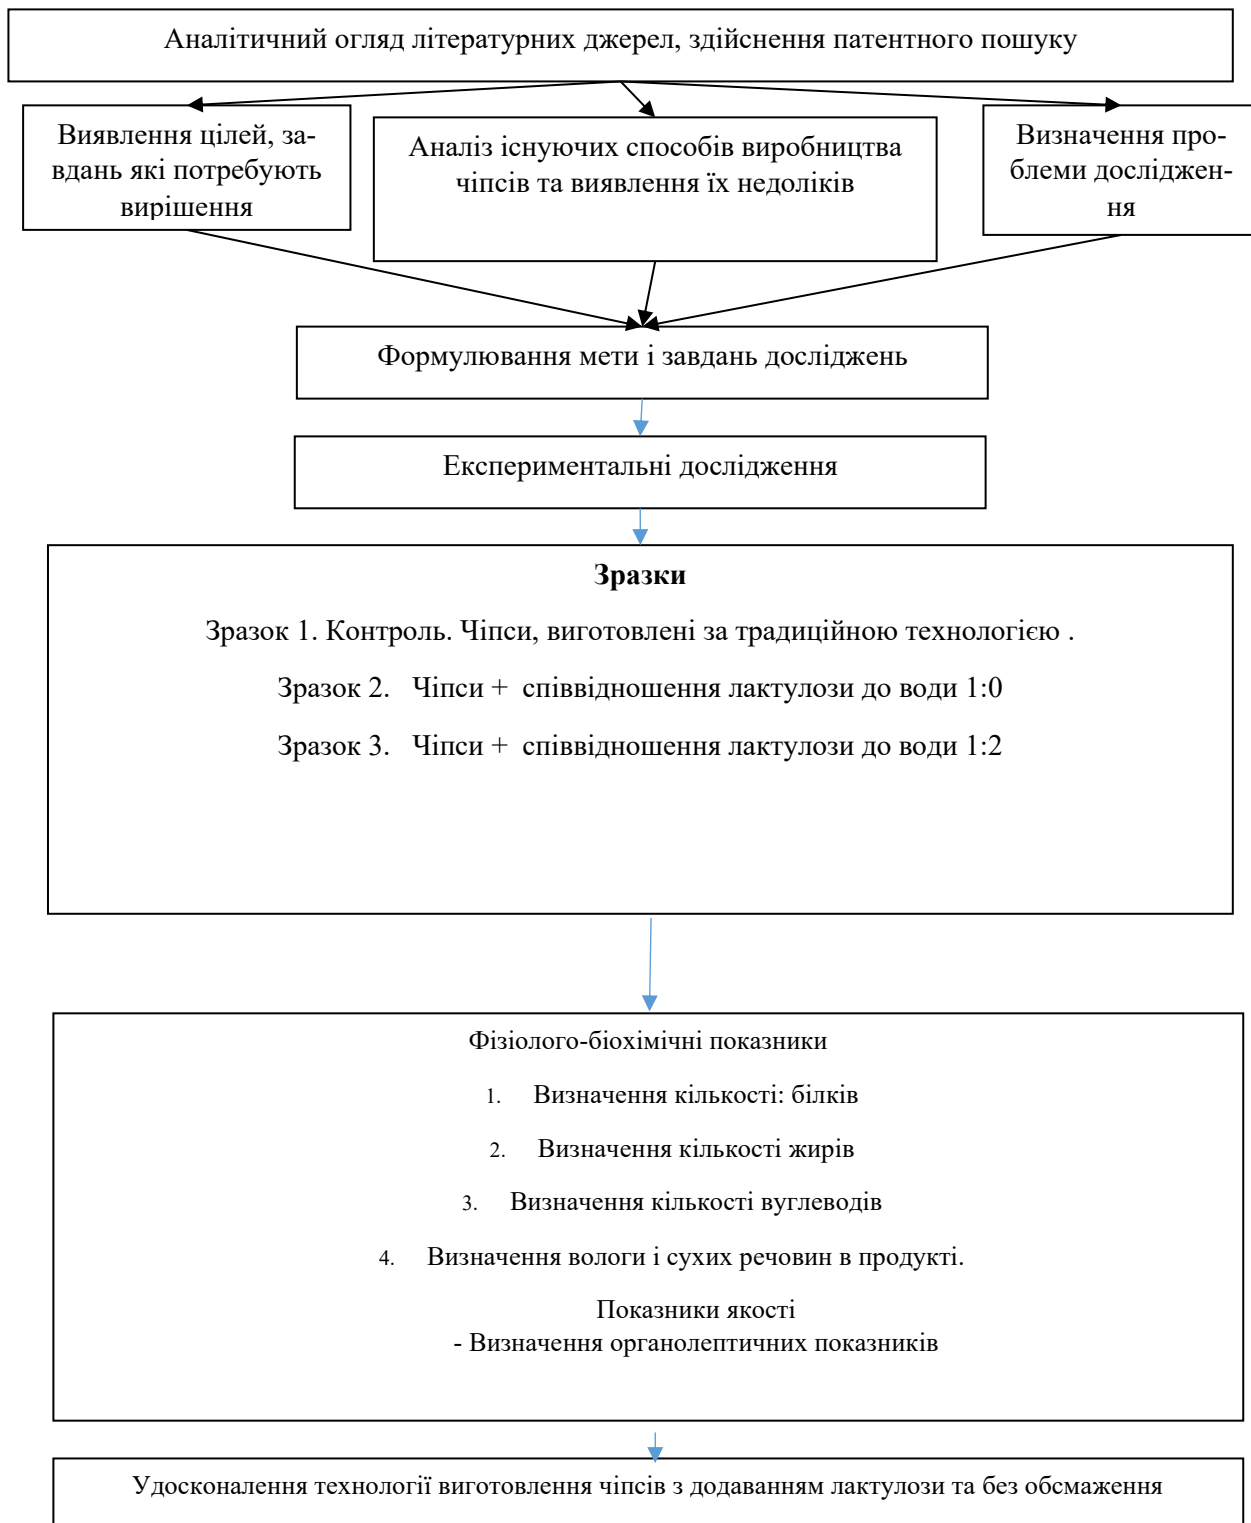 Аналітичний огляд літературних джерел, здійснення патентного пошуку
Виявлення цілей, за-
вдань які потребують
вирішення
Аналіз існуючих способів виробництва
чіпсів та виявлення їх недоліків
Визначення про-
блеми дослідження-
ня
Формулювання мети і завдань досліджень
Експериментальні дослідження
Зразки
Зразок 1. Контроль. Чіпси, виготовлені за традиційною технологією .
Зразок 2. Чіпси + співвідношення лактулози до води 1:0
Зразок 3. Чіпси + співвідношення лактулози до води 1:2
Фізіолого-біохімічні показники
1. Визначення кількості: білків
2. Визначення кількості жирів
3. Визначення кількості вуглеводів
4. Визначення вологи і сухих речовин в продукті.
Показники якості
- Визначення органолептичних показників
Удосконалення технології виготовлення чіпсів з додаванням лактулози та без обсмаження